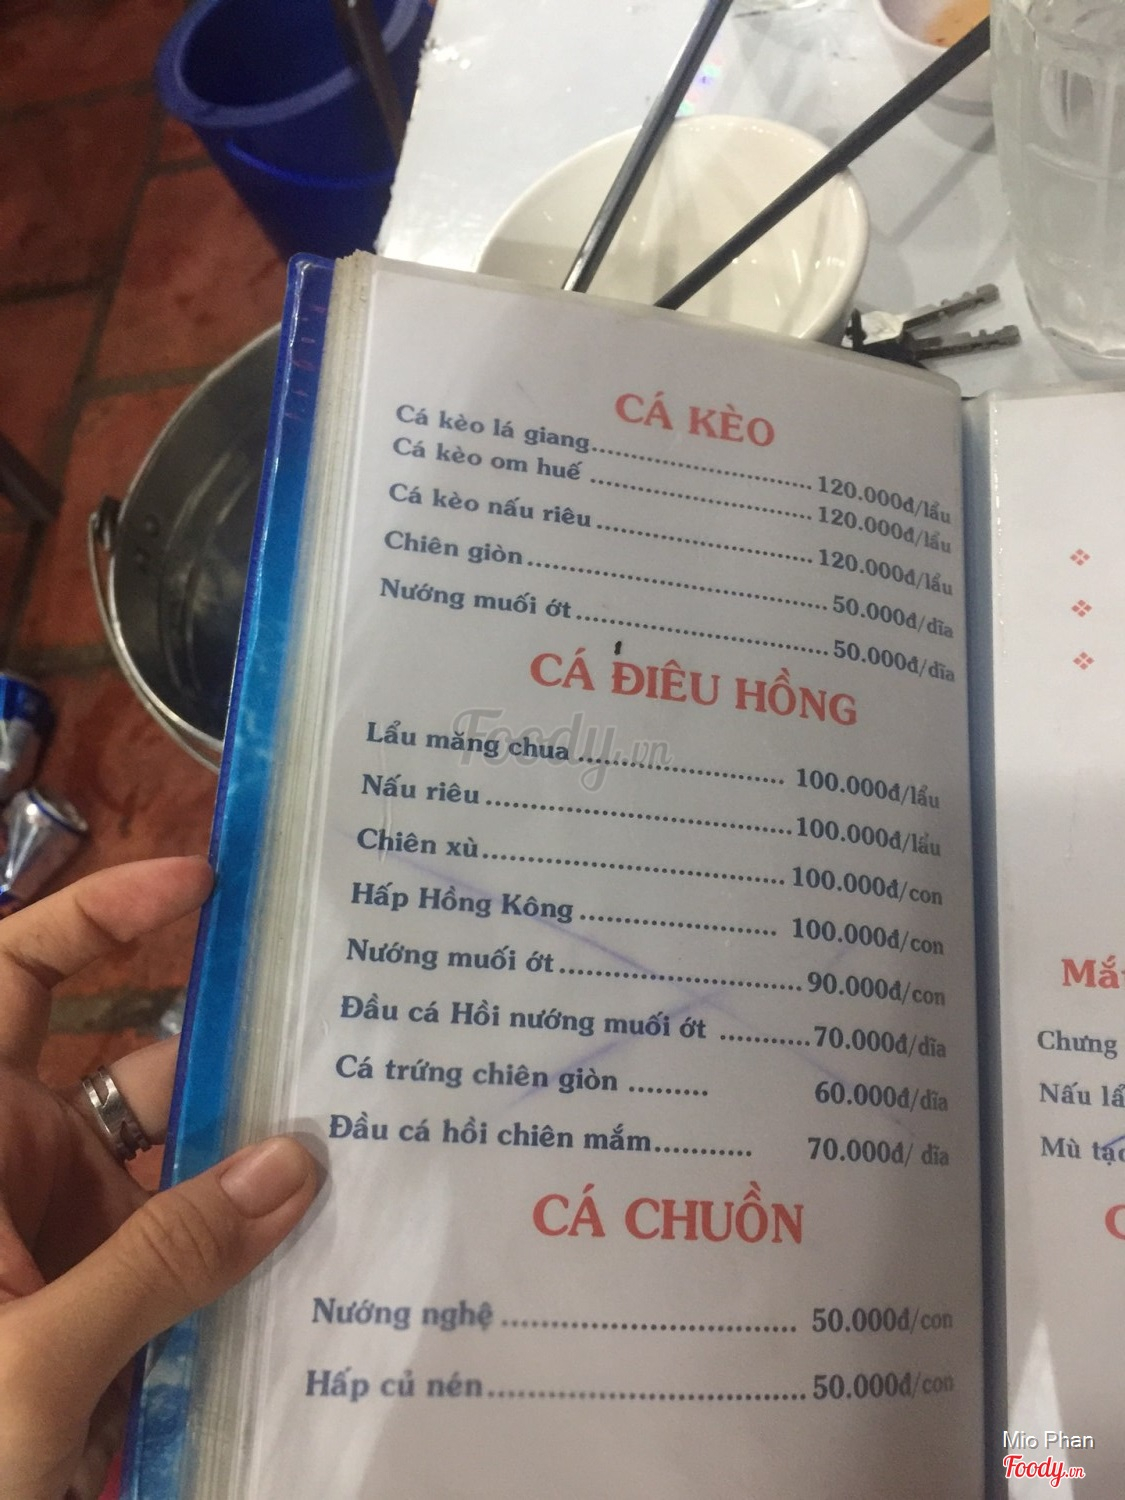 CÁ KÈO
Cá kèo lá giang..............................120.000đ/lẩu
Cá kèo om huế ..............................120.000đ/lẩu
Cá kèo nấu riêu ..............................120.000đ/lẩu
Chiên giòn..............................50.000đ/dĩa
Nướng muối ớt..............................50.000đ/dĩa
CÁ ĐIÊU HỒNG
Lẩu măng chua .............................. 100.000đ/lẩu
Nấu riêu..............................100.000đ/lẩu
Chiên xù..............................100.000đ/con
Hấp Hồng Kông.............................. 100.000đ/con
Nướng muối ớt..............................90.000đ/con
Đầu cá Hồi nướng muối ớt ...........70.000đ/dĩa
Cá trứng chiên giòn ......... 60.000đ/dĩa
Đầu cá hồi chiên mắm........... 70.000đ/ dĩa
CÁ CHUỒN
Nướng nghệ .............................. 50.000đ/con
Hấp củ nén..............................50.000đ/con
Chưng
Nấu
Mù
Foody.vn
Mio Phan
Foody.vn